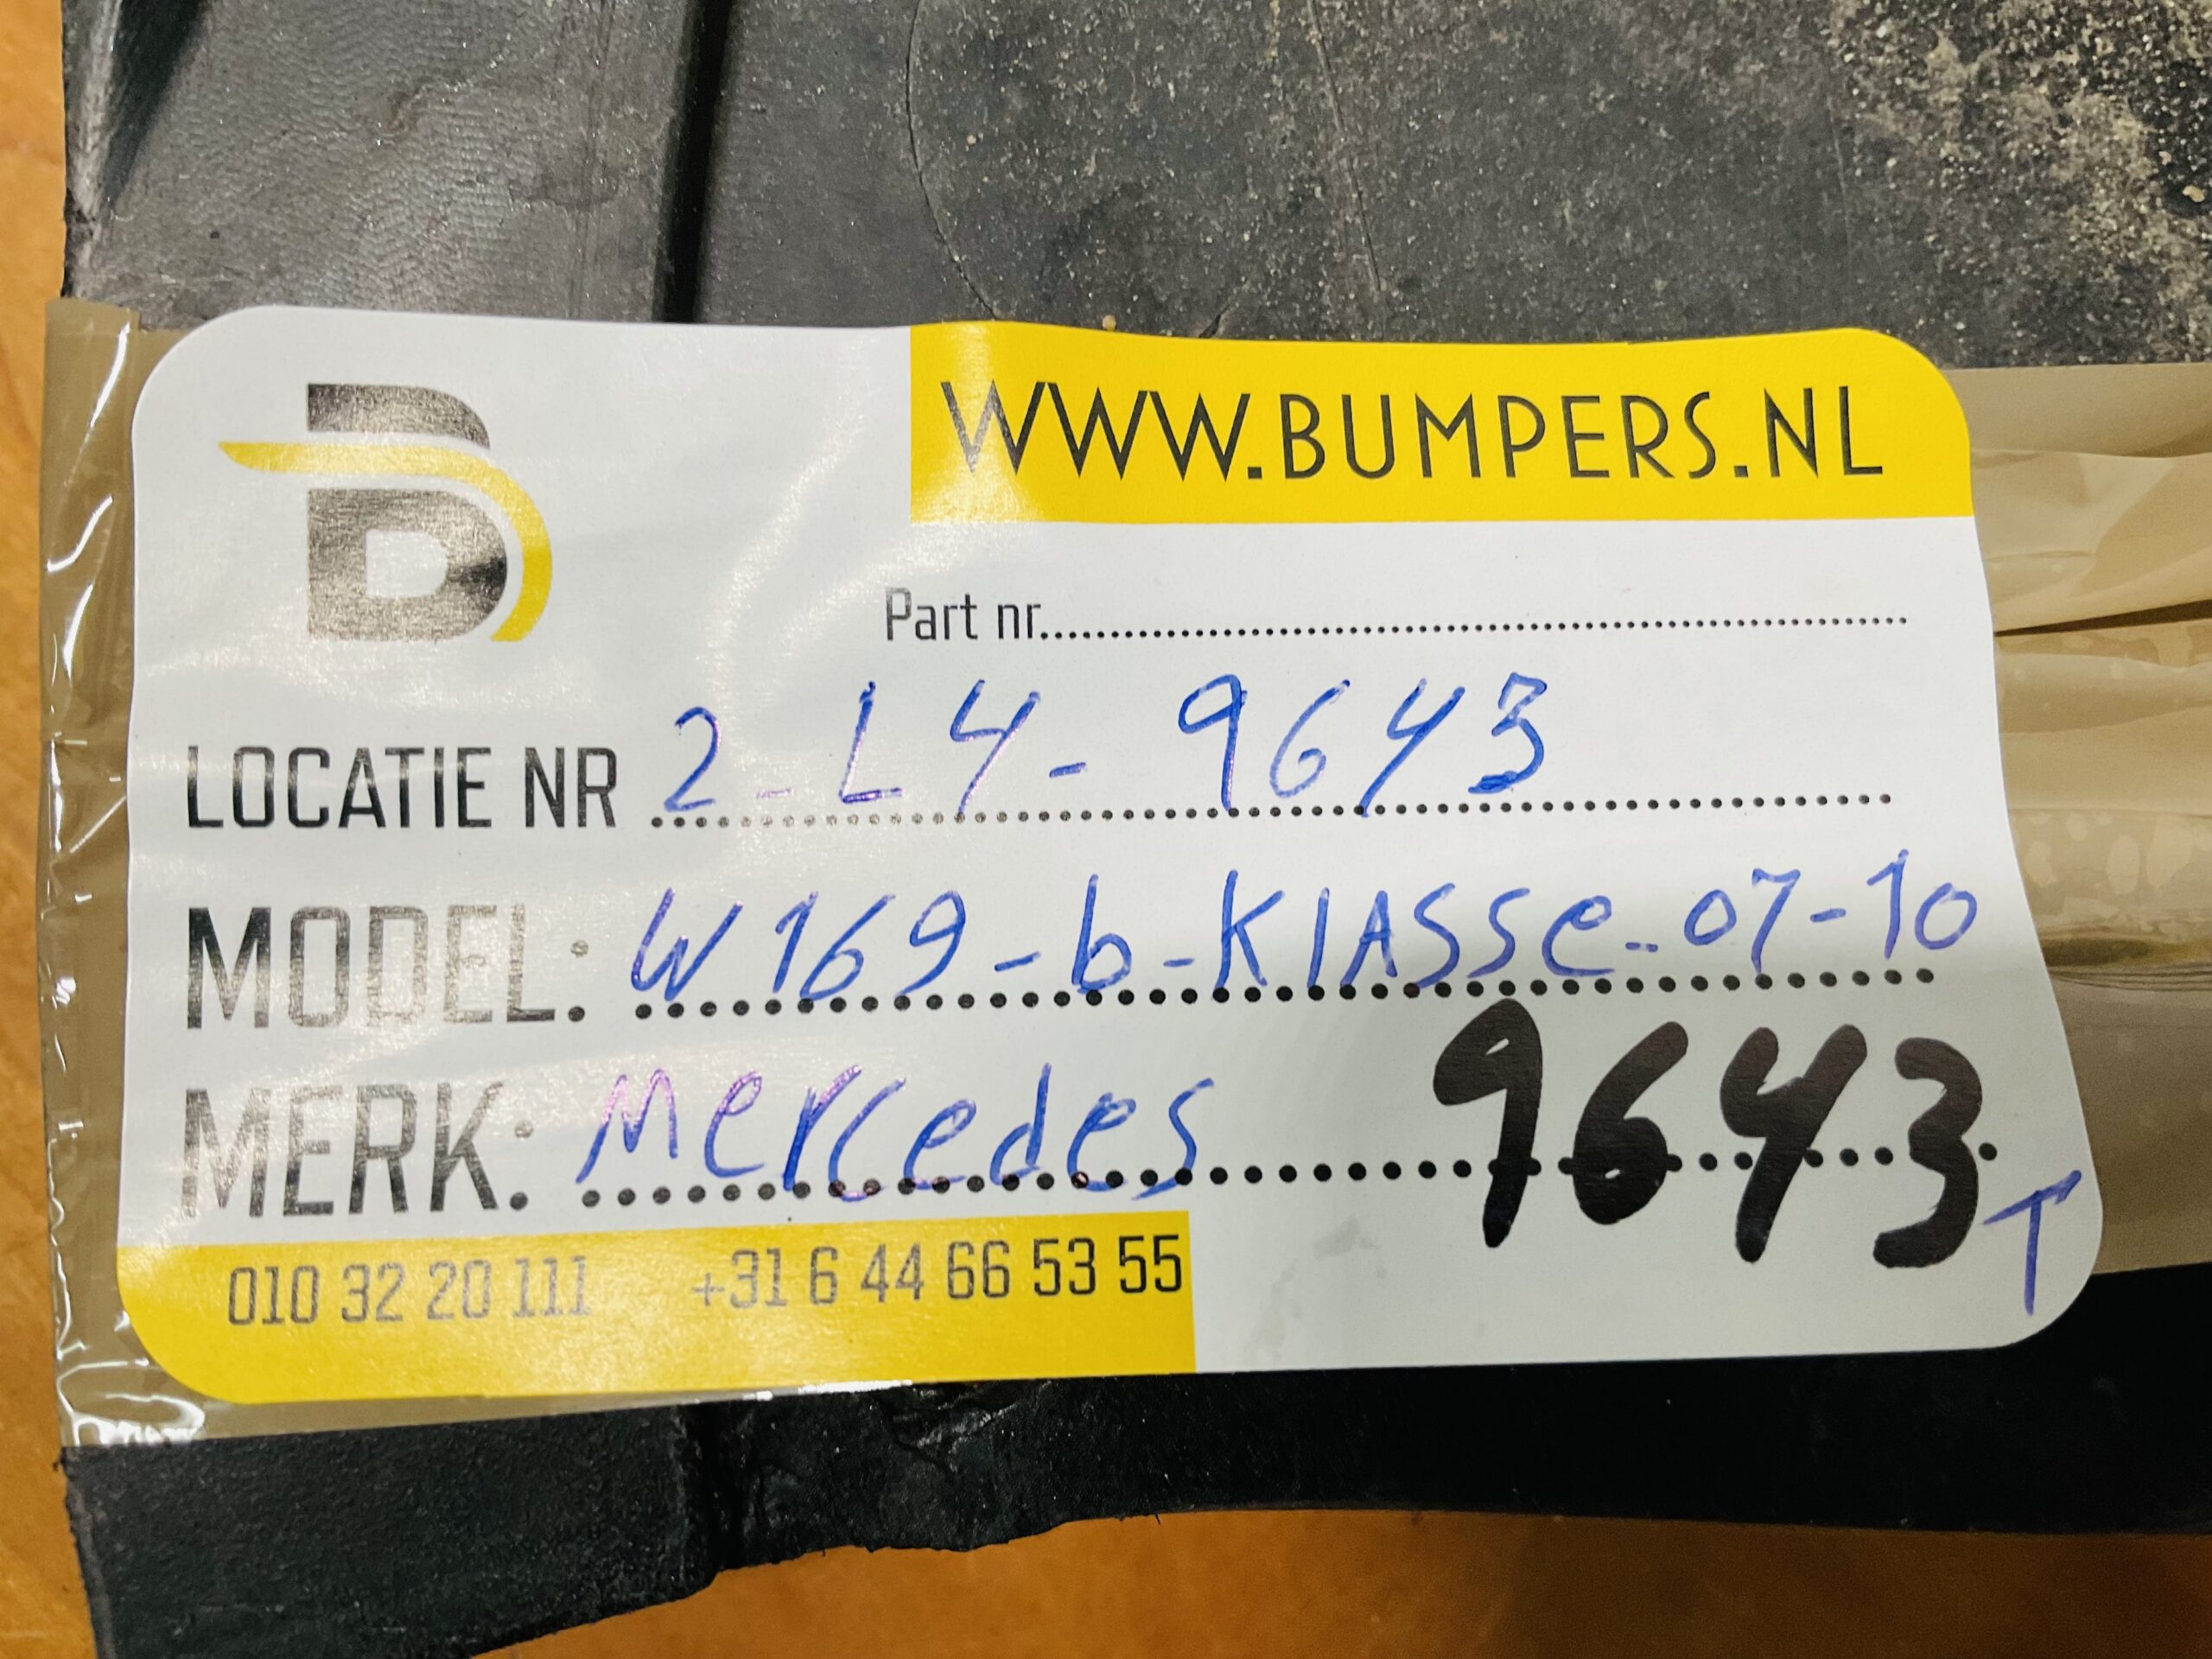 B
WWW.BUMPERS.NL
Part nr.
LOCATIE NR 2-L4-9643
MODEL: W169-b-KlASSe-07-10
MERK: Mercedes 9643
T
010 32 20 111 +31 6 44 66 53 55